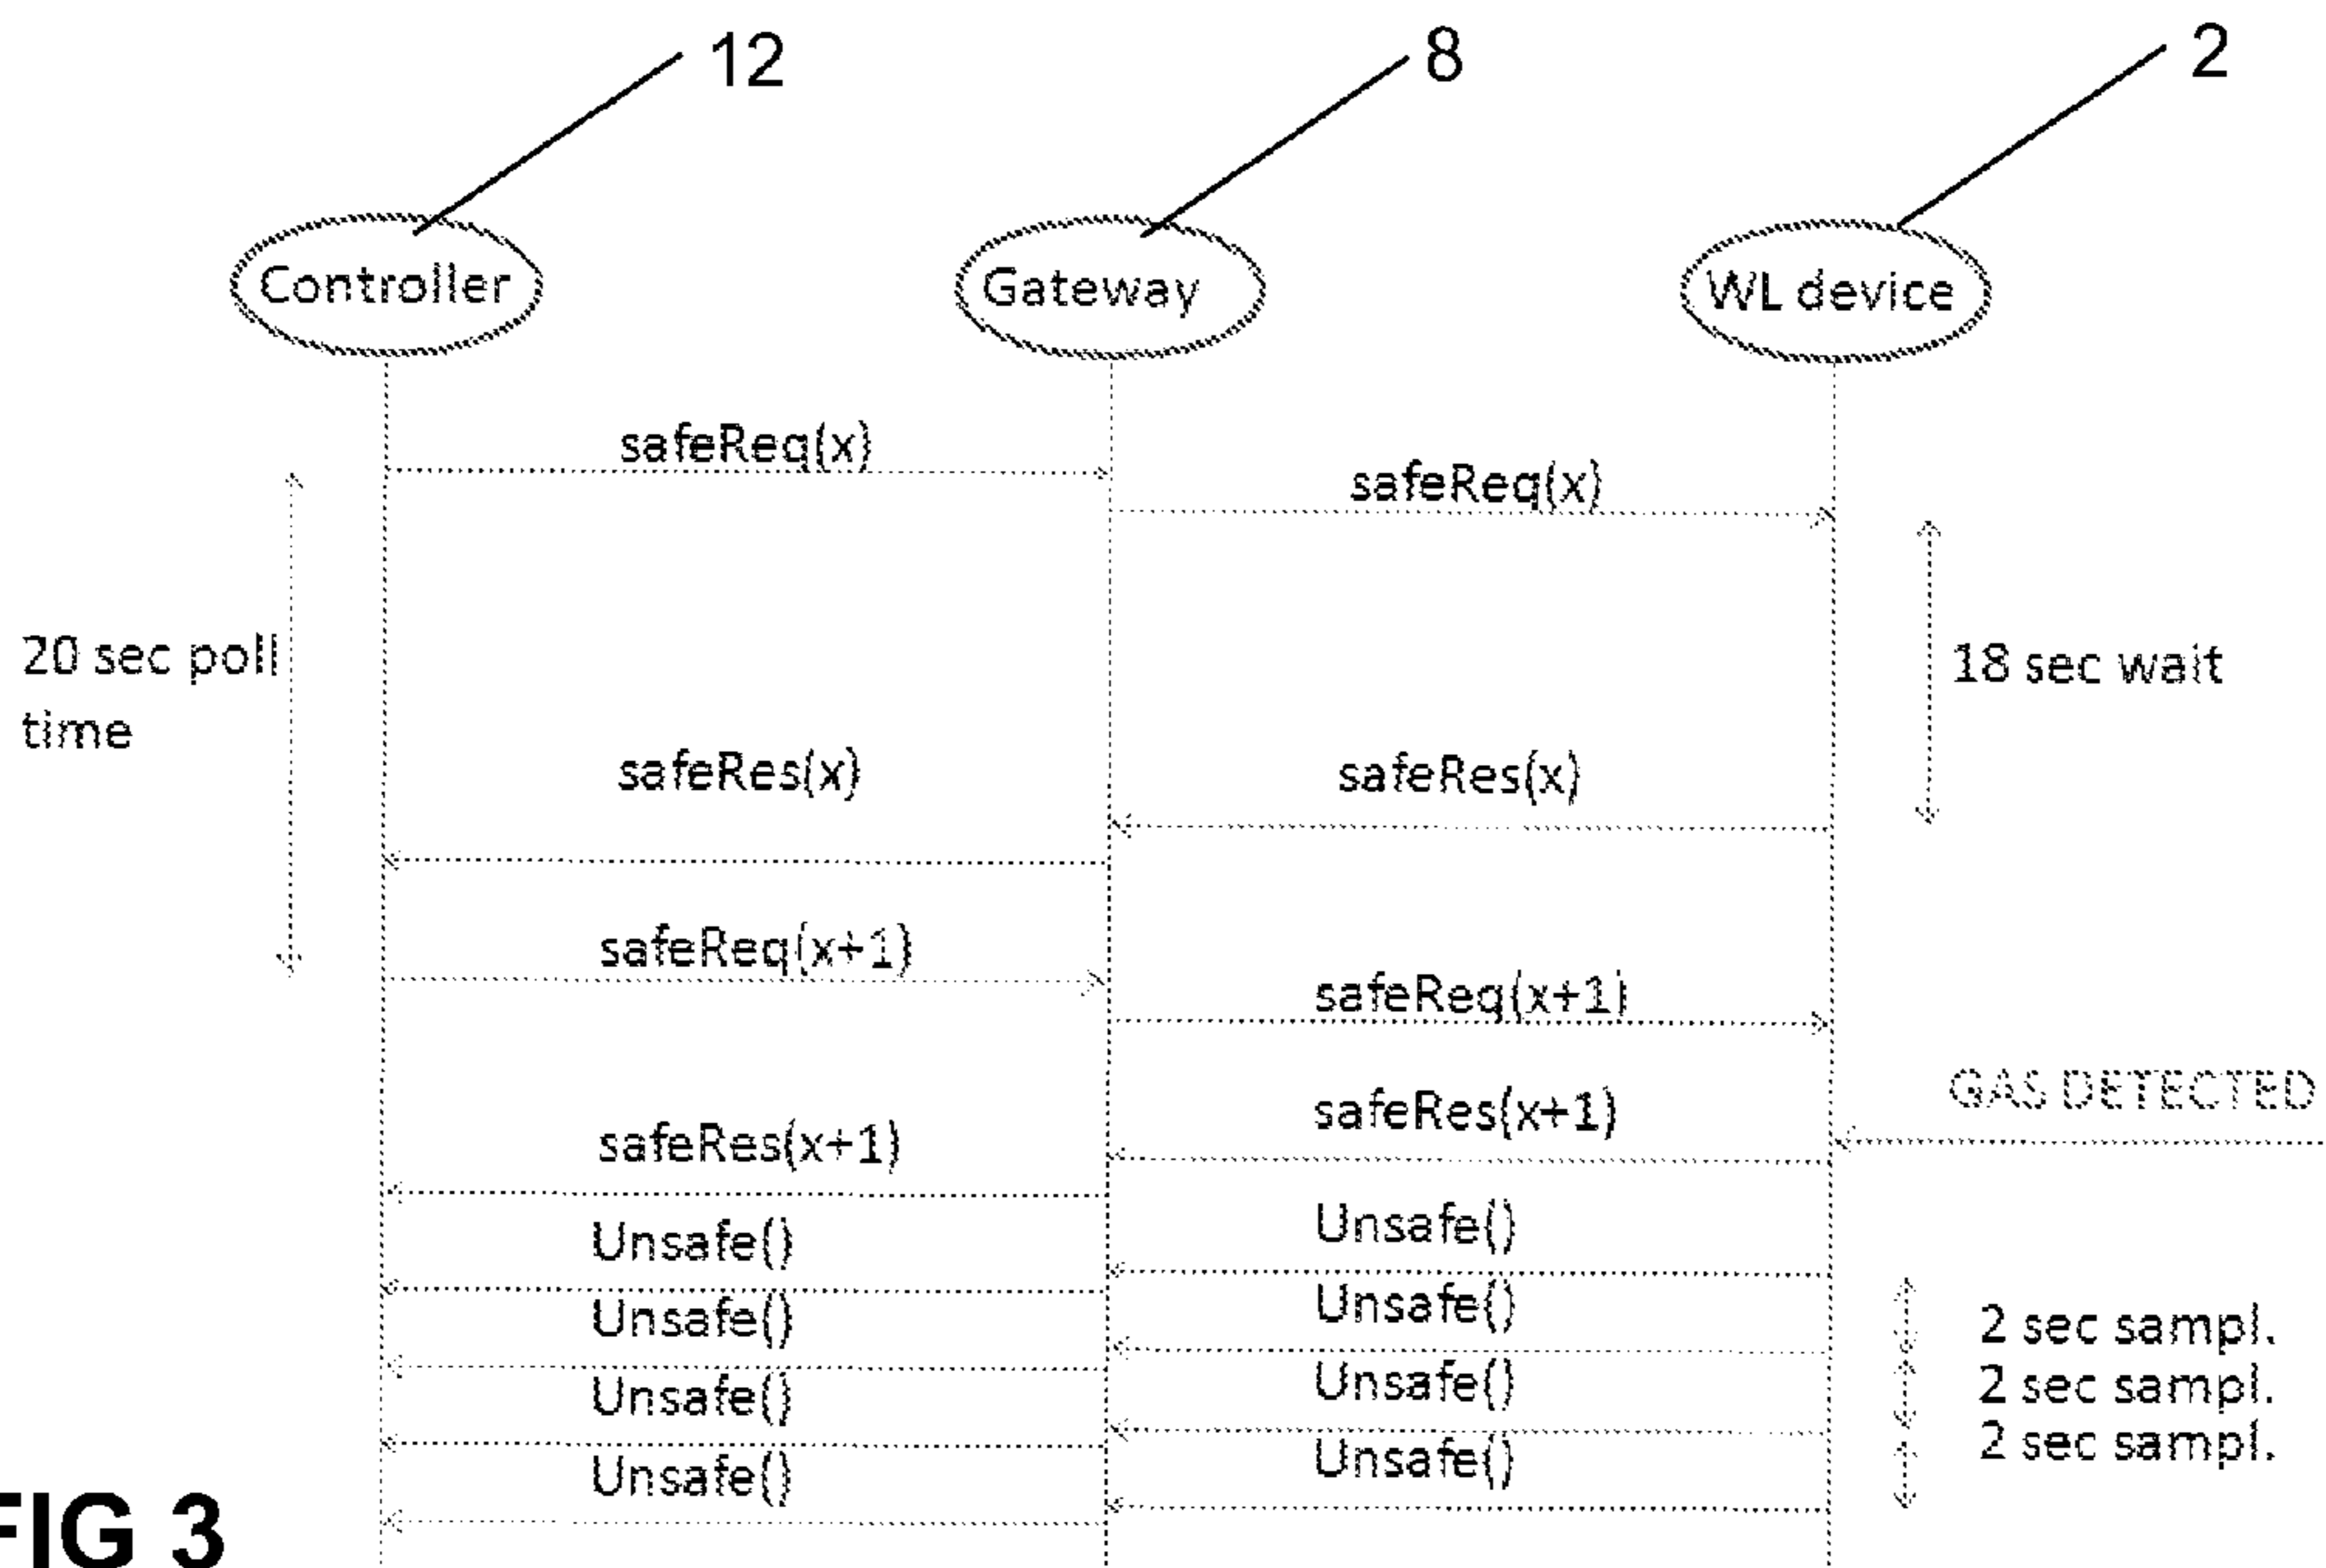 12
8
2
Controller
Gateway
WL device
safeReq(x)
safeReq(x)
20 sec poll
time
18 sec wait
safeRes(x)
safeRes(x)
safeReq(x+1)
safeReq(x+1)
GAS DETECTED
safeRes(x+1)
safeRes(x+1)
Unsafe()
Unsafe()
Unsafe()
Unsafe()
2 sec sampl.
Unsafe()
Unsafe()
2 sec sampl.
Unsafe()
Unsafe()
2 sec sampl.
FIG 3